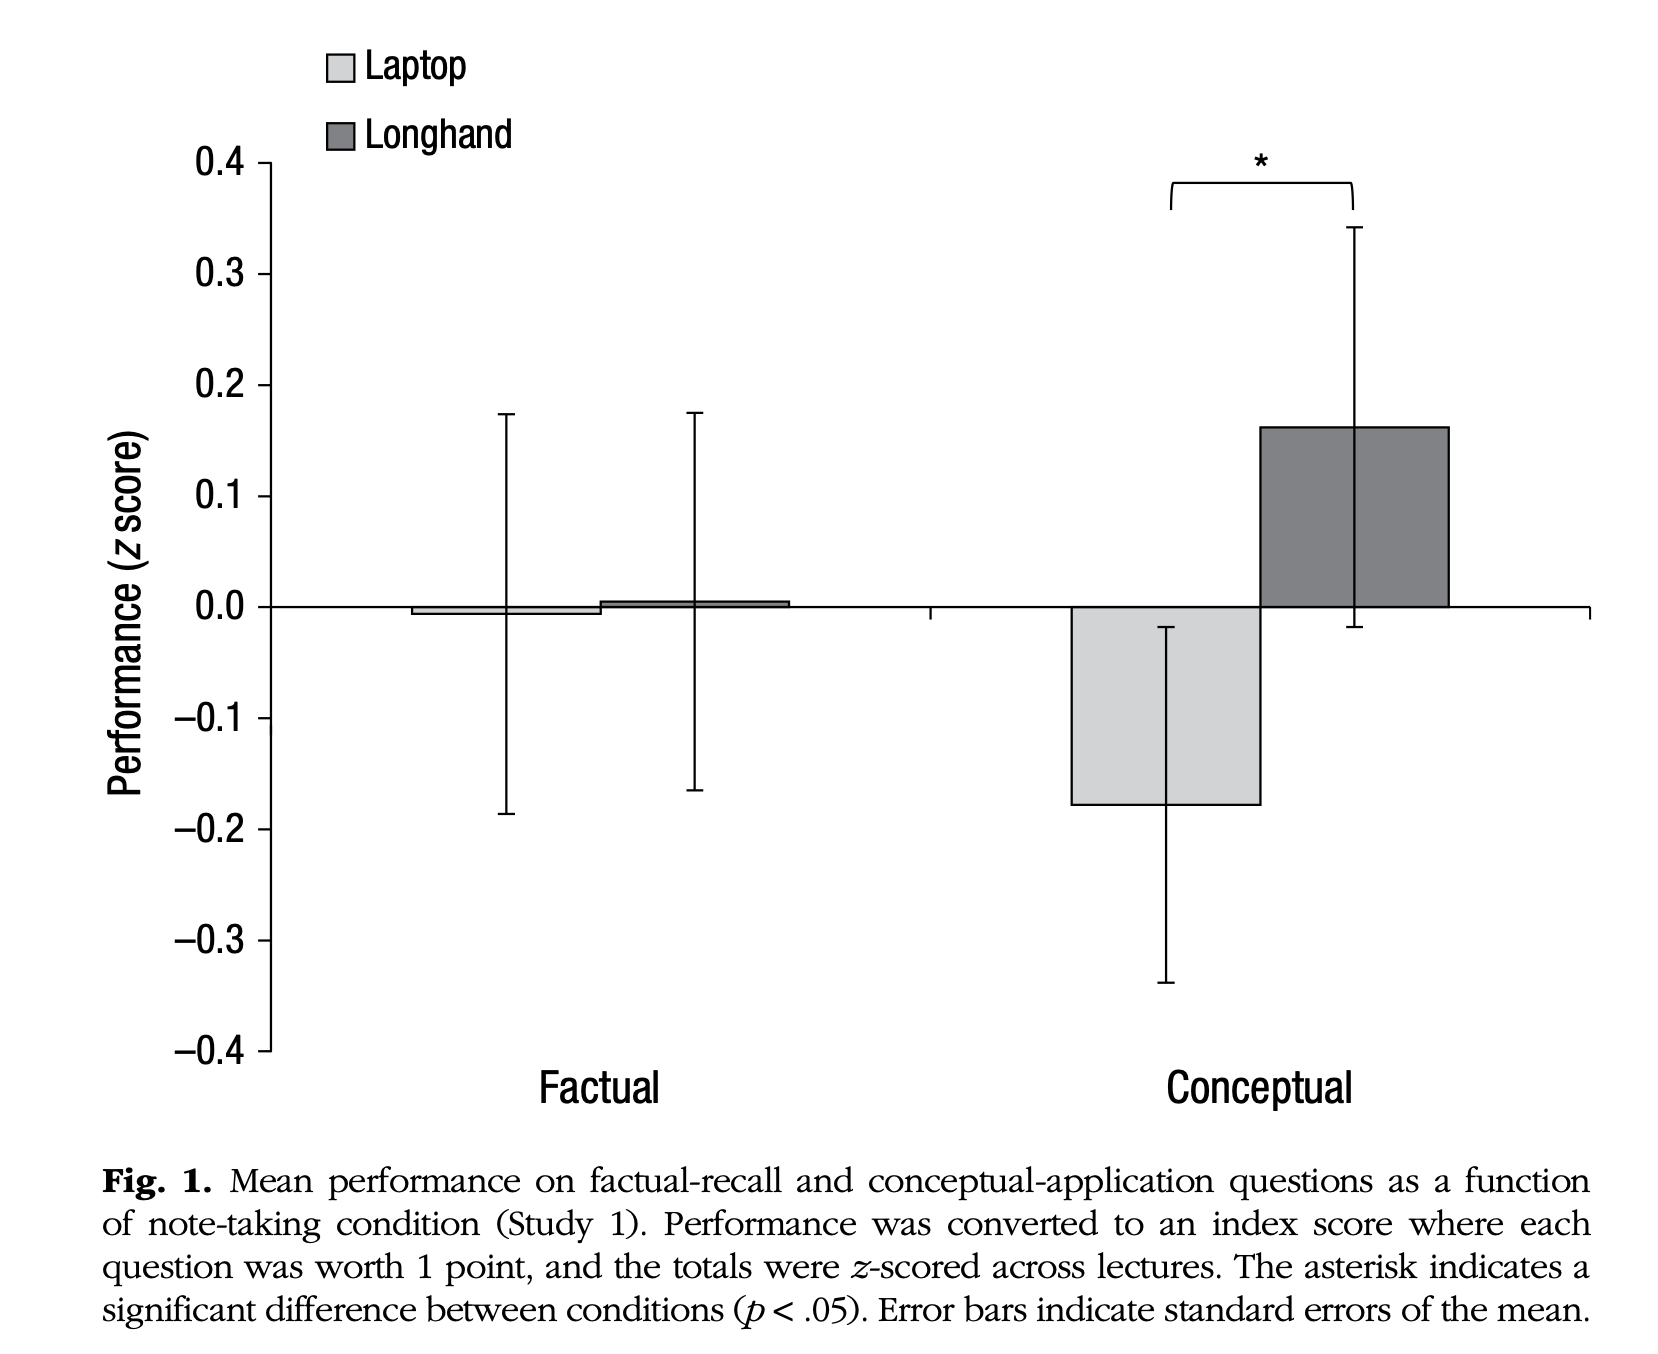 Laptop
Longhand
*
0.4
0.3
0.2
0.1
0.0
–0.1
–0.2
–0.3
–0.4
Performance (z score)
Factual
Conceptual
Fig. 1. Mean performance on factual-recall and conceptual-application questions as a function
of note-taking condition (Study 1). Performance was converted to an index score where each
question was worth 1 point, and the totals were z-scored across lectures. The asterisk indicates a
significant difference between conditions (p < .05). Error bars indicate standard errors of the mean.